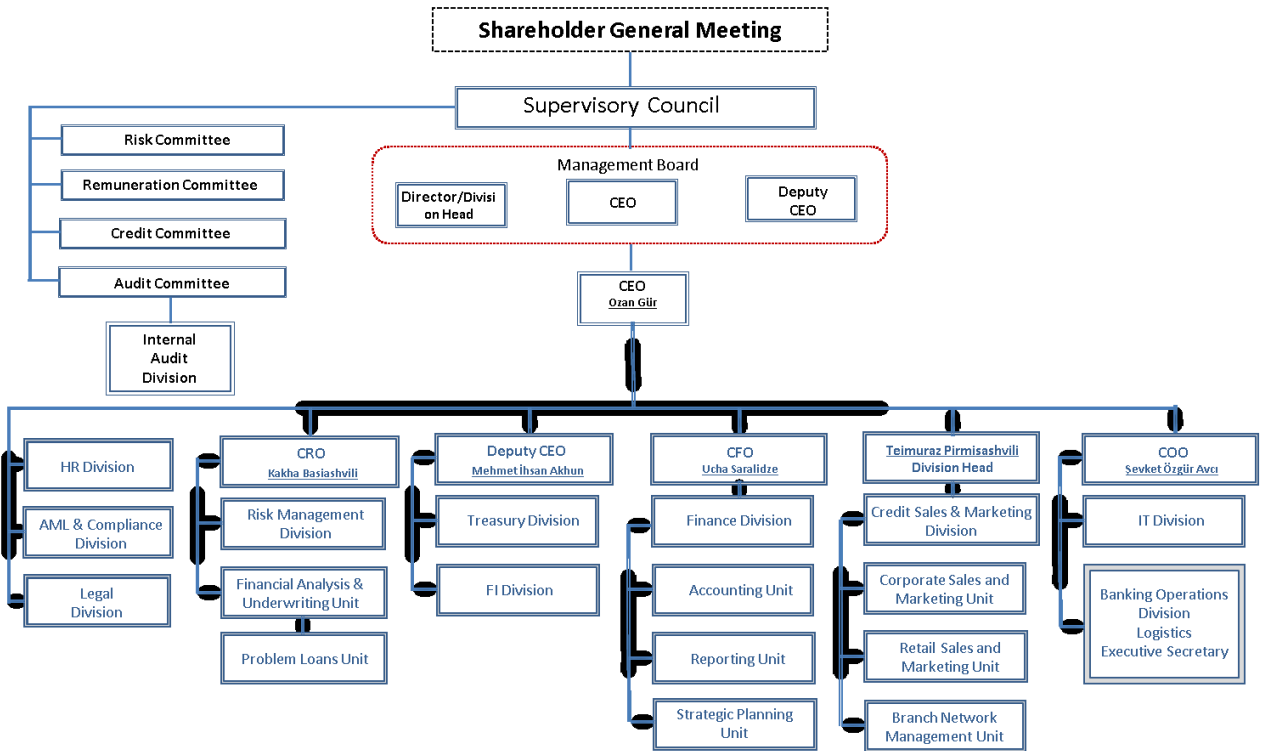 Shareholder General Meeting
Supervisory Council
Risk Committee
Remuneration Committee
Credit Committee
Audit Committee
Internal
Audit
Division
Management Board
Director/Divisi
on Head
CEO
Deputy
CEO
CEO
Ozan Gür
HR Division
AML & Compliance
Division
Legal
Division
CRO
Kakha Basiashvili
Risk Management
Division
Financial Analysis &
Underwriting Unit
Problem Loans Unit
Deputy CEO
Mehmet İhsan Akhun
Treasury Division
FI Division
CFO
Ucha Saralidze
Finance Division
Accounting Unit
Reporting Unit
Strategic Planning
Unit
Teimuraz Pirmisashvili
Division Head
Credit Sales & Marketing
Division
Corporate Sales and
Marketing Unit
Retail Sales and
Marketing Unit
Branch Network
Management Unit
COO
Sevket Özgür Avcı
IT Division
Banking Operations
Division
Logistics
Executive Secretary